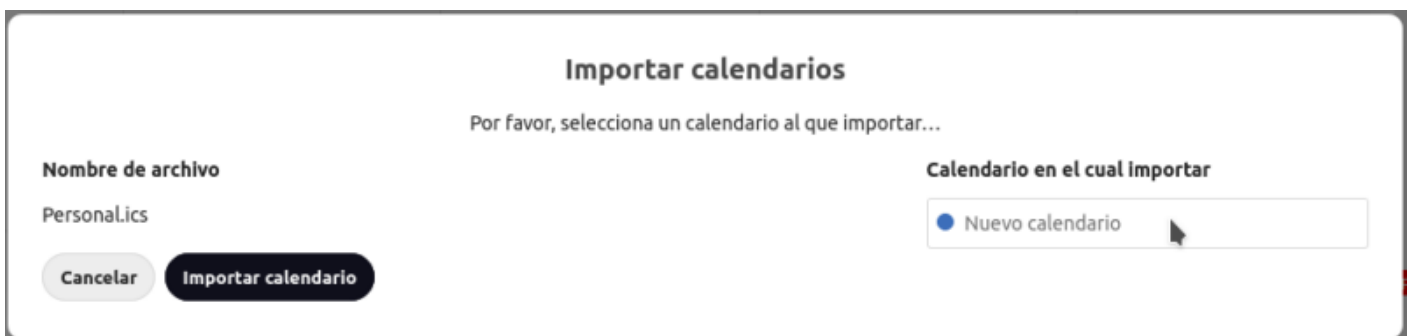 Importar calendarios
Por favor, selecciona un calendario al que importar…
Nombre de archivo
Calendario en el cual importar
Personal.ics
Nuevo calendario
Cancelar
Importar calendario